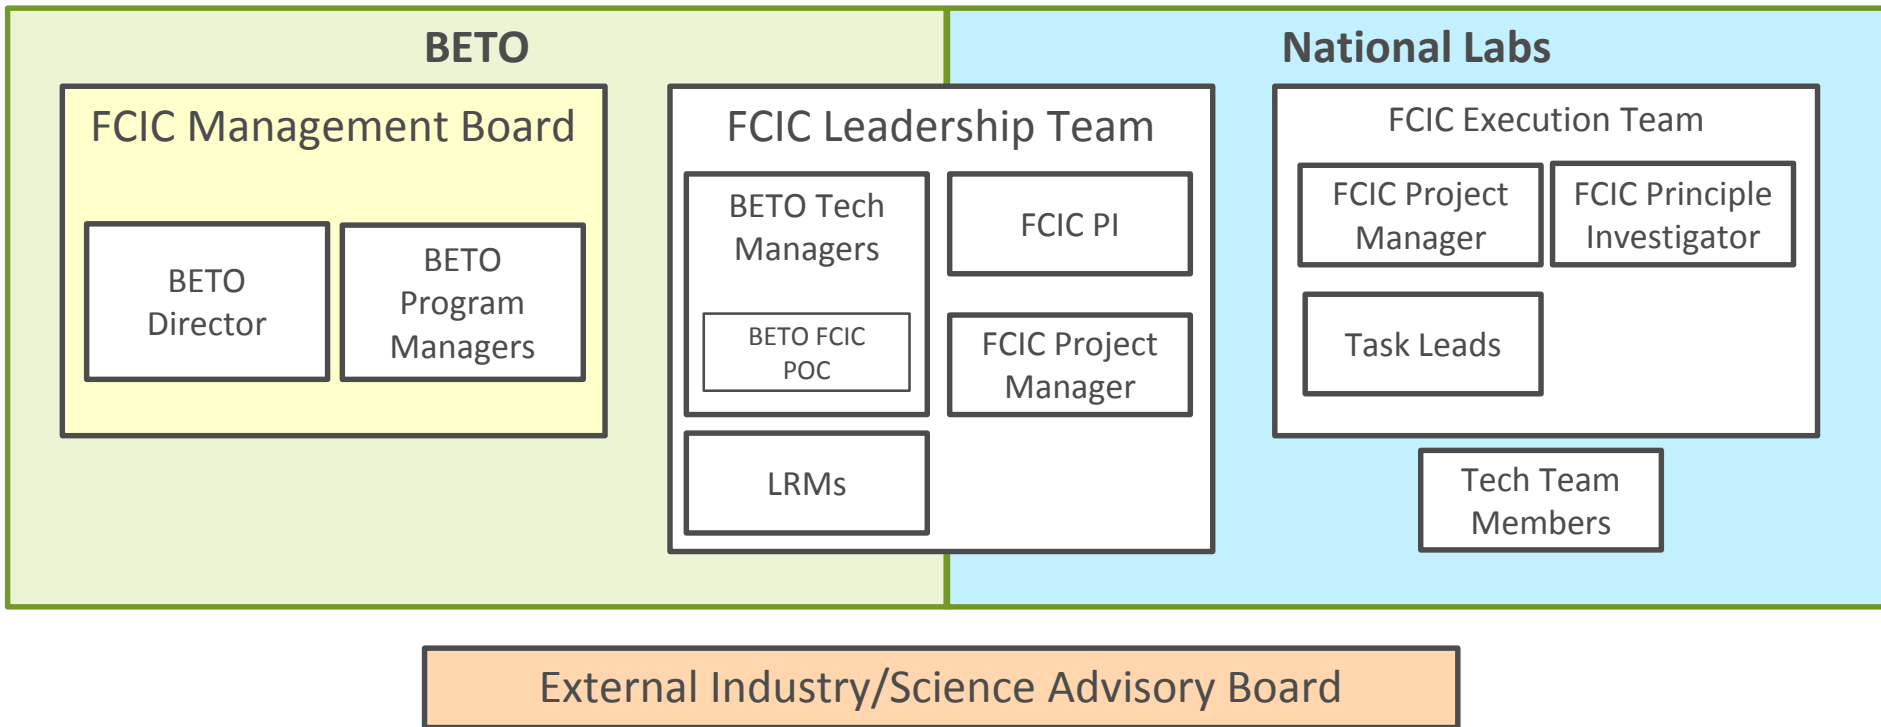 BETO
National Labs
FCIC Management Board
BETO
Director
BETO
Program
Managers
FCIC Leadership Team
BETO Tech
Managers
BETO FCIC
POC
LRMs
FCIC PI
FCIC Project
Manager
FCIC Execution Team
FCIC Project
Manager
FCIC Principle
Investigator
Task Leads
Tech Team
Members
External Industry/Science Advisory Board